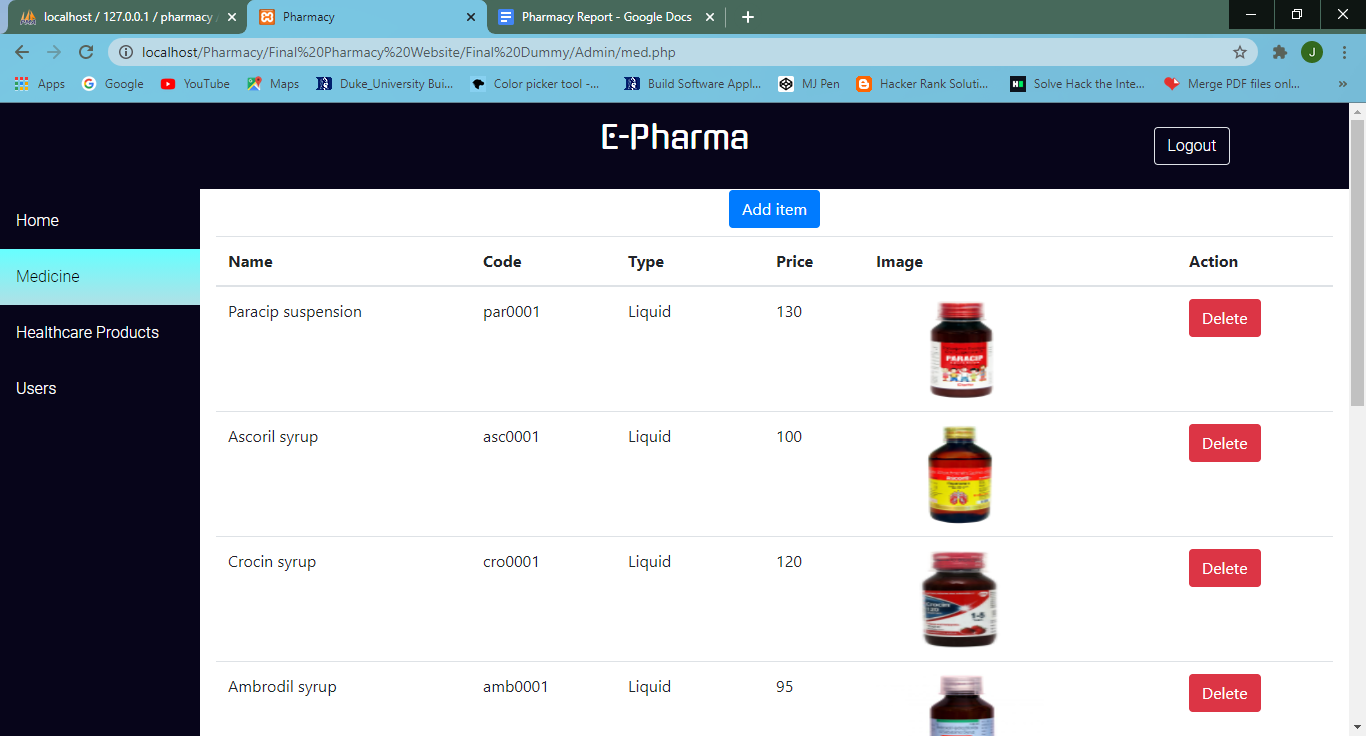 localhost / 127.0.0.1 / pharmacy
Pharmacy
Pharmacy Report - Google Docs
localhost/Pharmacy/Final%20Pharmacy%20Website/Final%20Dummy/Admin/med.php
J
Apps
Google
YouTube
Maps
Duke_University Bui...
Color picker tool -...
Build Software Appl...
MJ Pen
Hacker Rank Soluti...
Solve Hack the Inte...
Merge PDF files onl...
»
E-Pharma
Logout
Home
Medicine
Healthcare Products
Users
Add item
Name Code Type Price Image Action
Paracip suspension par0001 Liquid 130 Delete
PARACIP
Ascoril syrup asc0001 Liquid 100 Delete
Crocin syrup cro0001 Liquid 120 Delete
1-5
Ambrodil syrup amb0001 Liquid 95 Delete